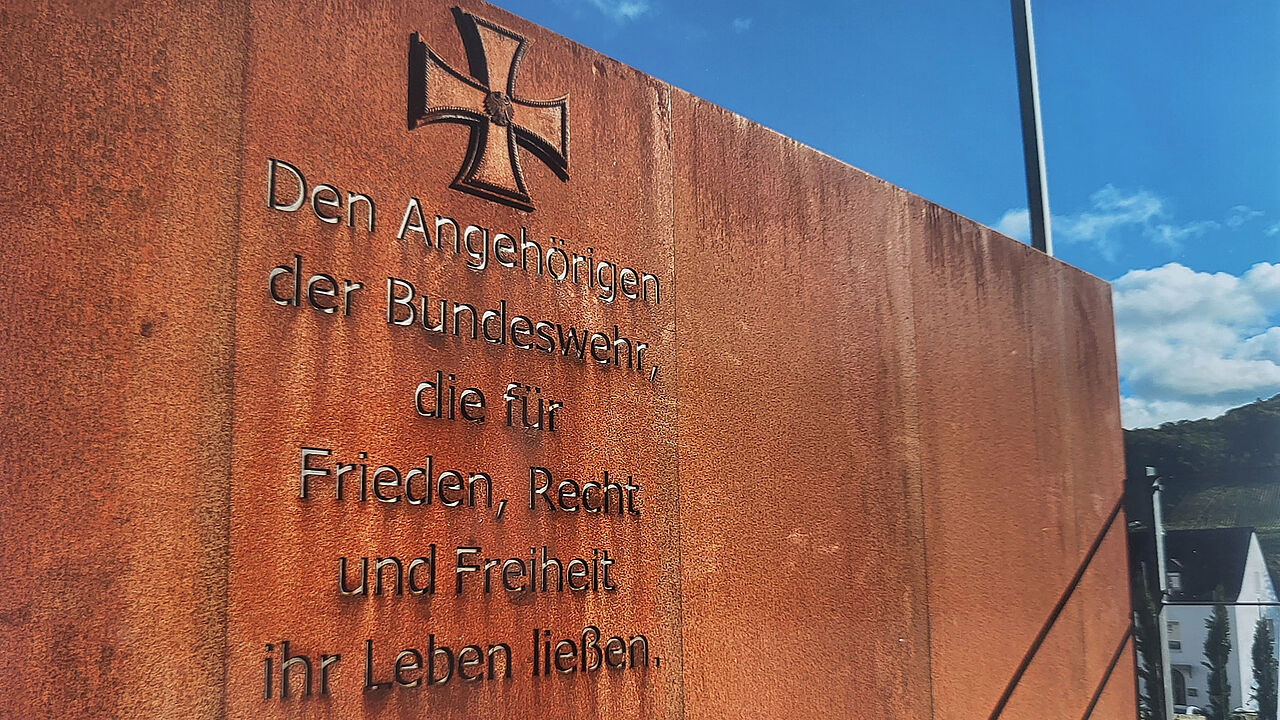 Den Angehörigen
der Bundeswehr,
die für
Frieden, Recht
und Freiheit
ihr Leben ließen.